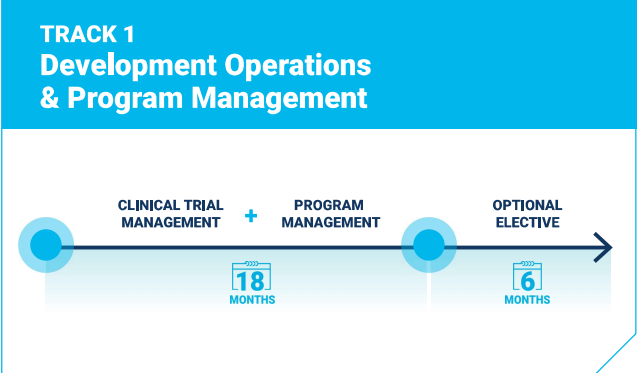 TRACK 1
Development Operations
& Program Management
CLINICAL TRIAL
MANAGEMENT
+
PROGRAM
MANAGEMENT
OPTIONAL
ELECTIVE
18
MONTHS
6
MONTHS